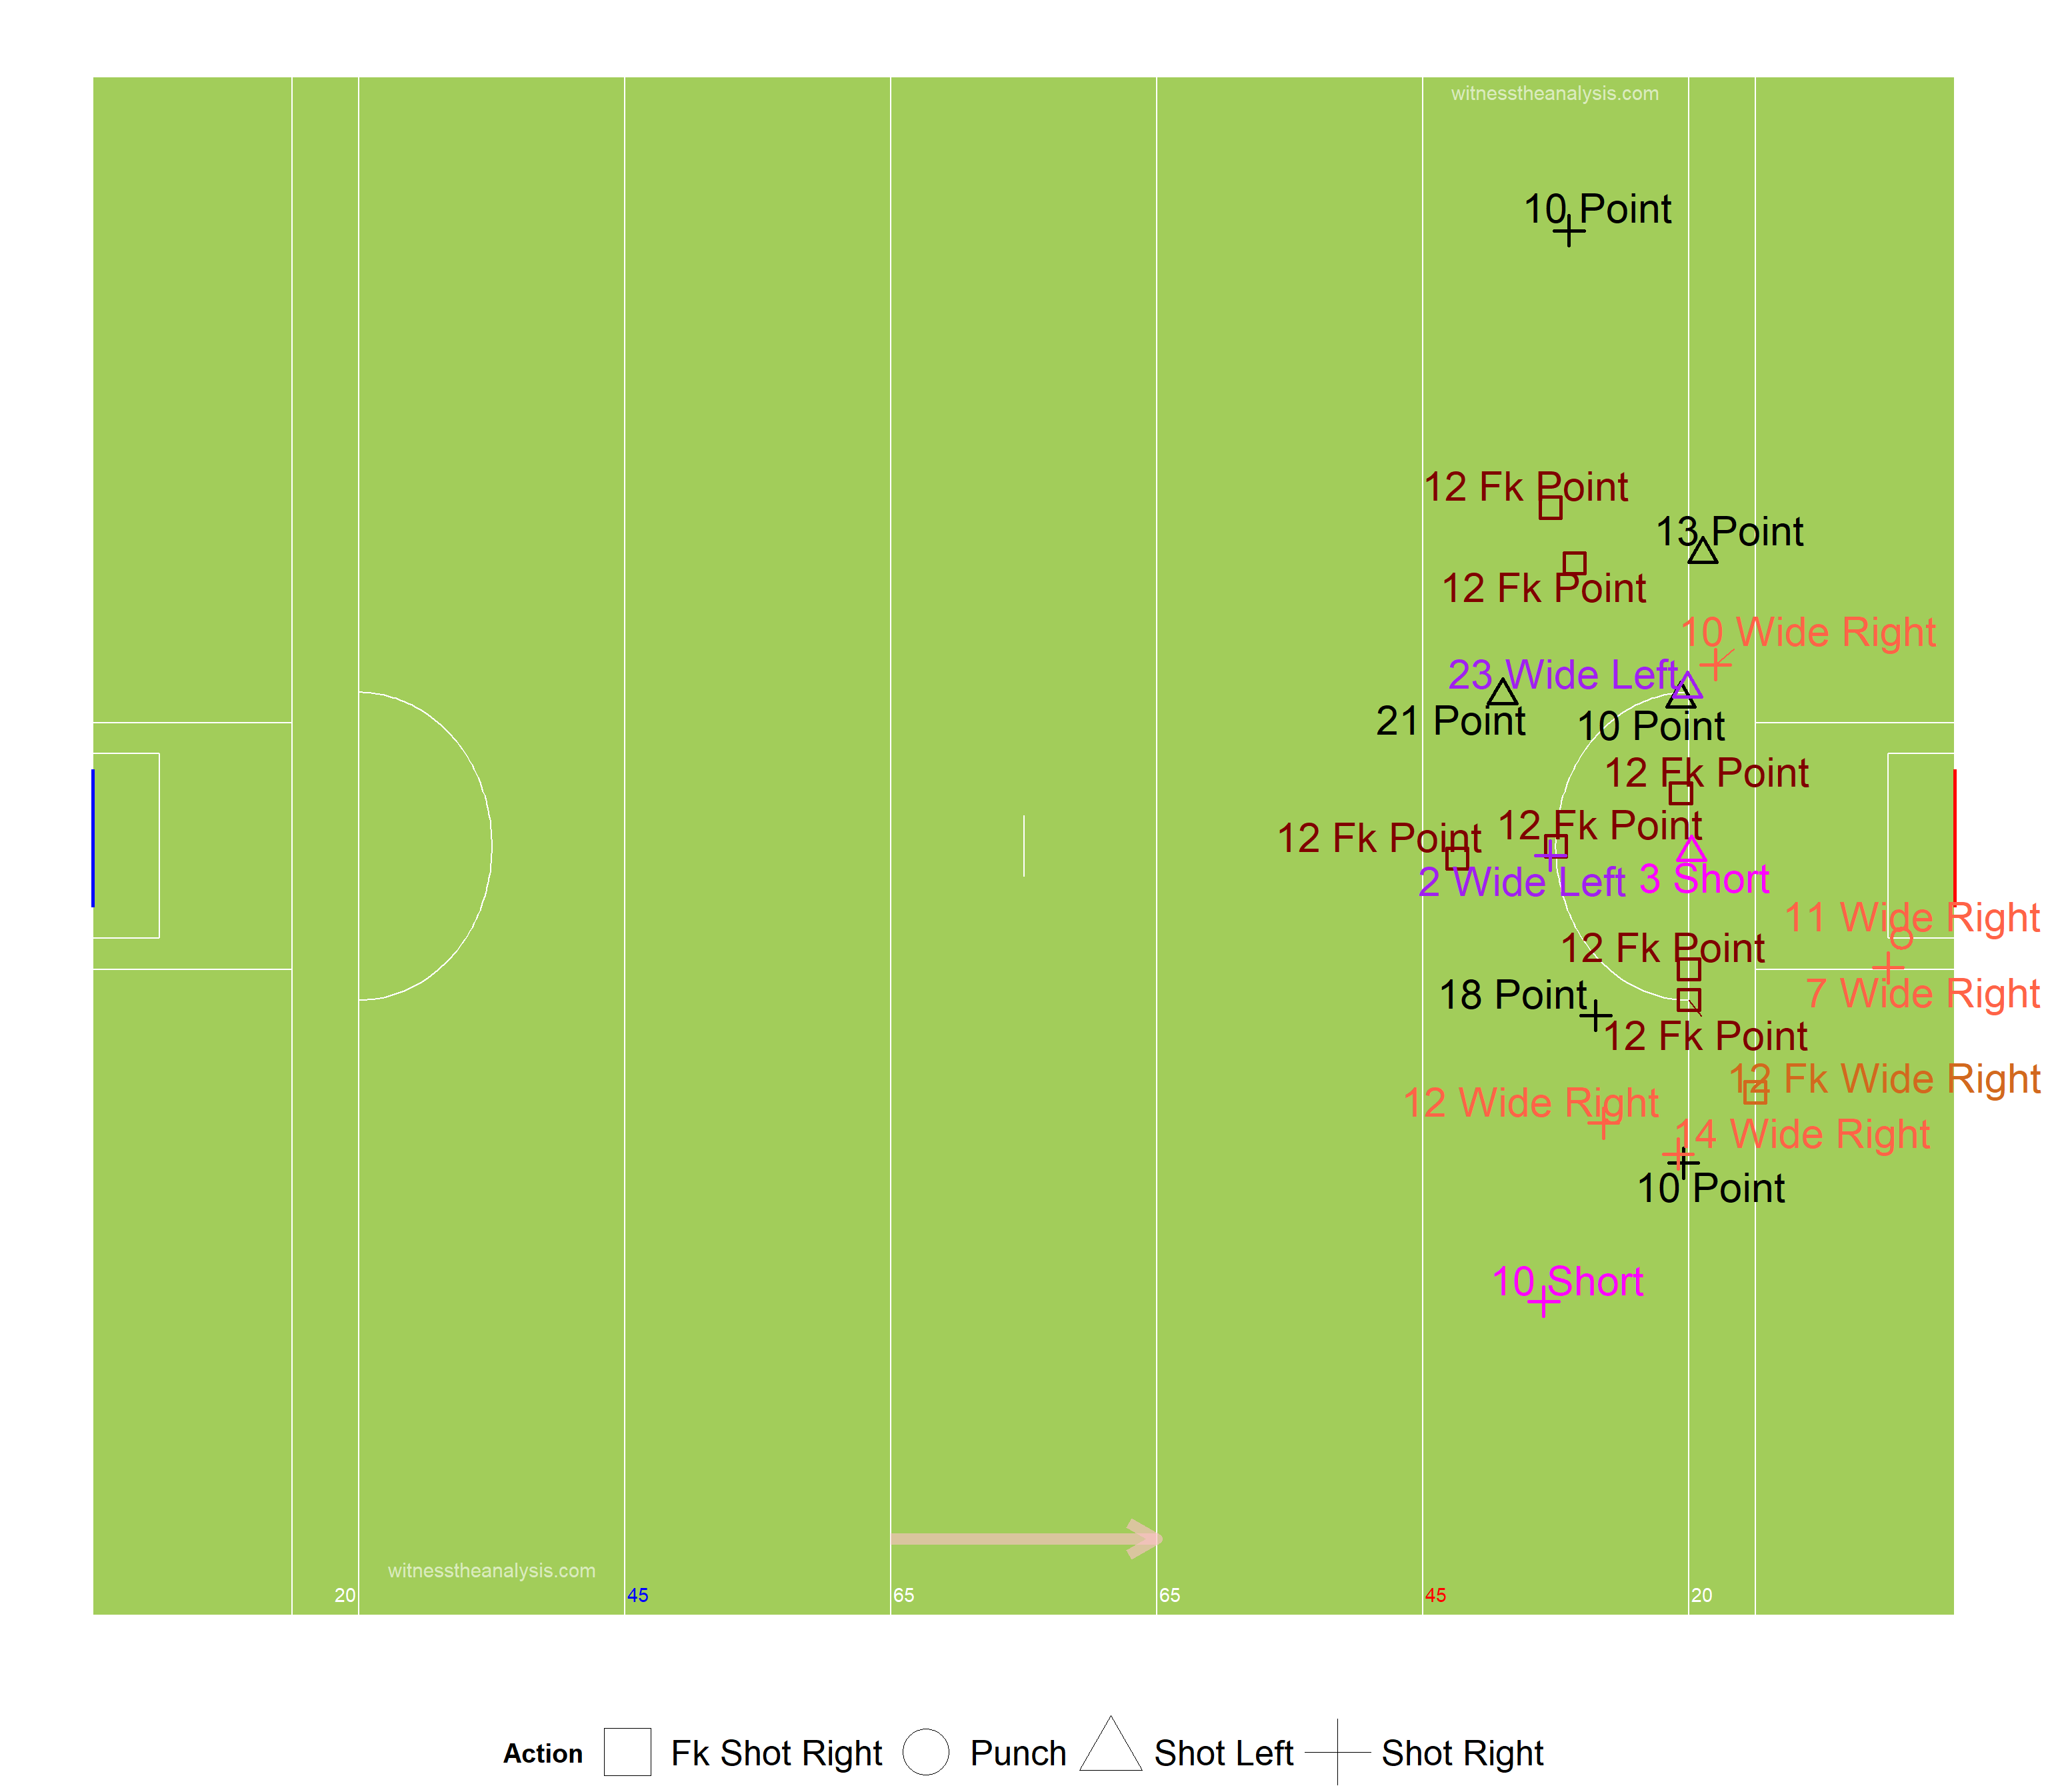 witnesstheanalysis.com
10 Point
12 Fk Point
13 Point
12 Fk Point
10 Wide Right
23 Wide Left
21 Point
10 Point
12 Fk Point
12 Fk Point
12 Fk Point
2 Wide Left
3 Short
11 Wide Right
12 Fk Point
18 Point
7 Wide Right
12 Fk Point
12 Fk Wide Right
12 Wide Right
14 Wide Right
10 Point
10 Short
witnesstheanalysis.com
20 45 65 65 45 20
Action Fk Shot Right Punch Shot Left Shot Right